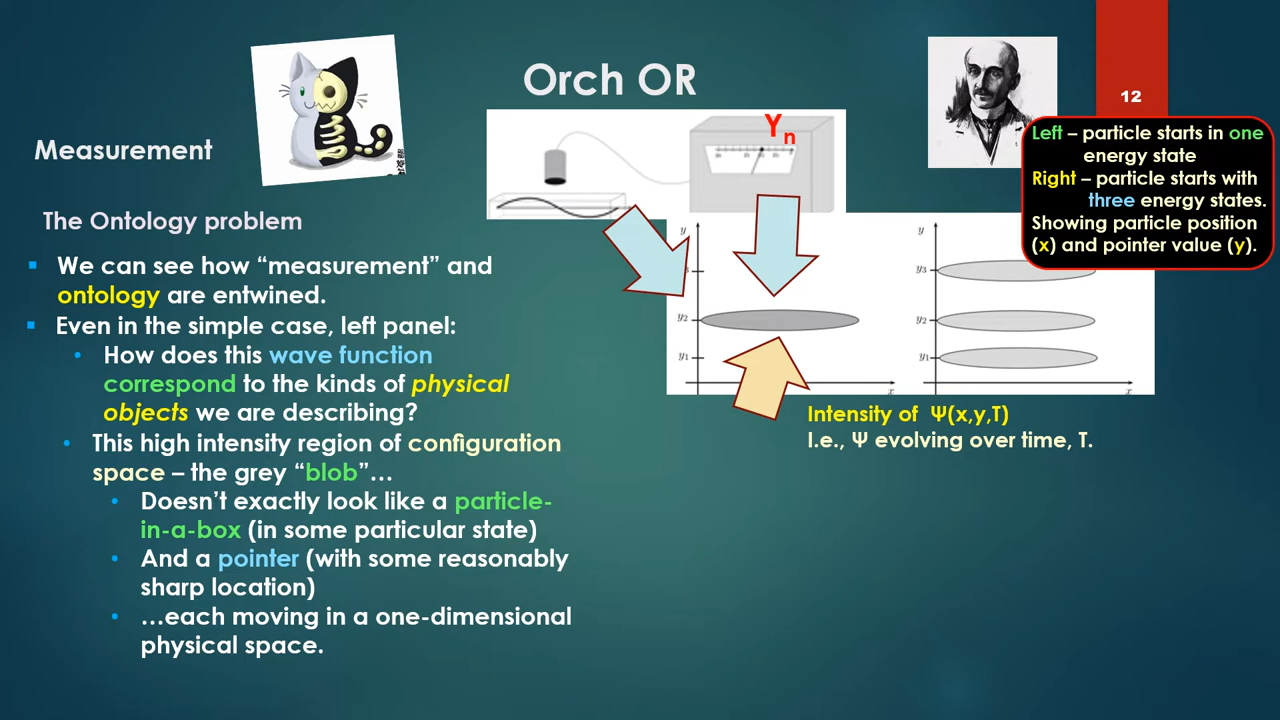 Orch OR
12
Measurement
Y n
Left – particle starts in one
energy state
Right – particle starts with
three energy states.
Showing particle position
(x) and pointer value (y).
The Ontology problem
▪ We can see how “measurement” and
ontology are entwined.
▪ Even in the simple case, left panel:
• How does this wave function
correspond to the kinds of physical
objects we are describing?
• This high intensity region of configuration
space – the grey “blob”…
• Doesn’t exactly look like a particle-
in-a-box (in some particular state)
• And a pointer (with some reasonably
sharp location)
• …each moving in a one-dimensional
physical space.
y
y2
y1
x
y
y3
y2
y1
x
Intensity of Ψ(x,y,T)
I.e., Ψ evolving over time, T.